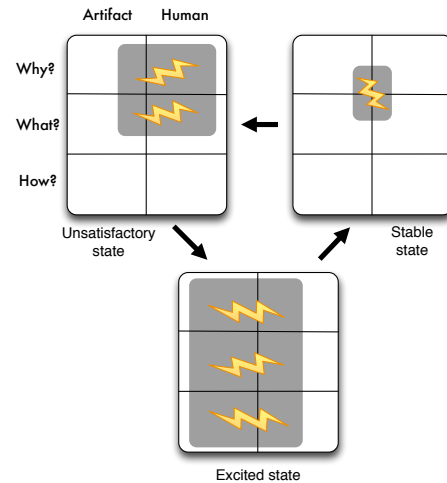 Artifact Human
Why?
What?
How?
Unsatisfactory
state
Stable
state
Excited state